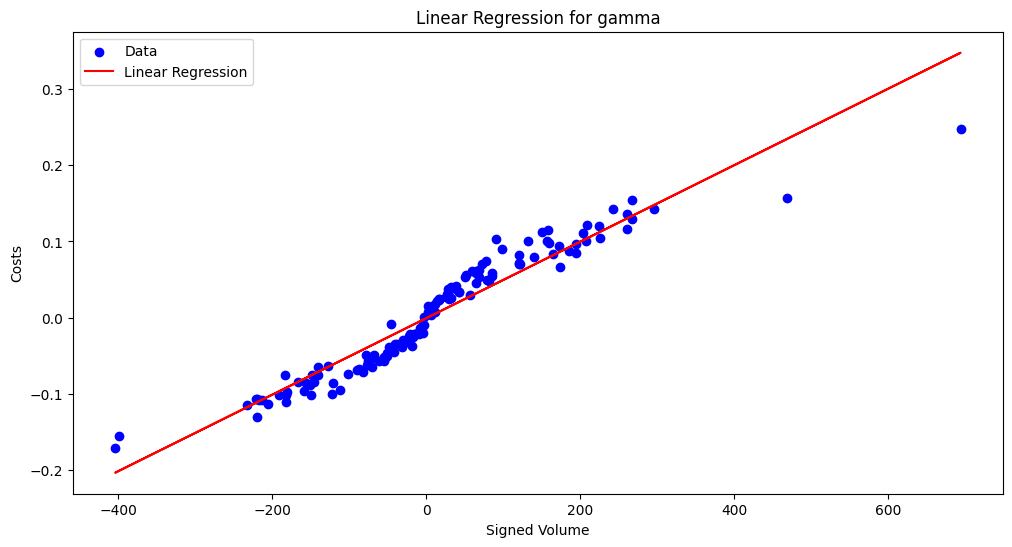 Linear Regression for gamma
Data
Linear Regression
Costs
0.3
0.2
0.1
0.0
−0.1
−0.2
−400
−200
0
200
400
600
Signed Volume